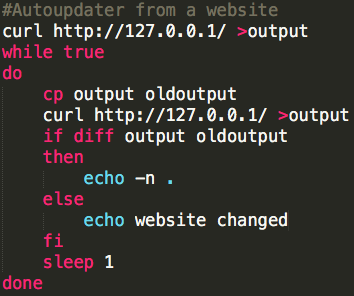 #Autoupdater from a website
curl http://127.0.0.1/ >output
while true
do
    cp output oldoutput
    curl http://127.0.0.1/ >output
    if diff output oldoutput
    then
        echo -n .
    else
        echo website changed
    fi
    sleep 1
done